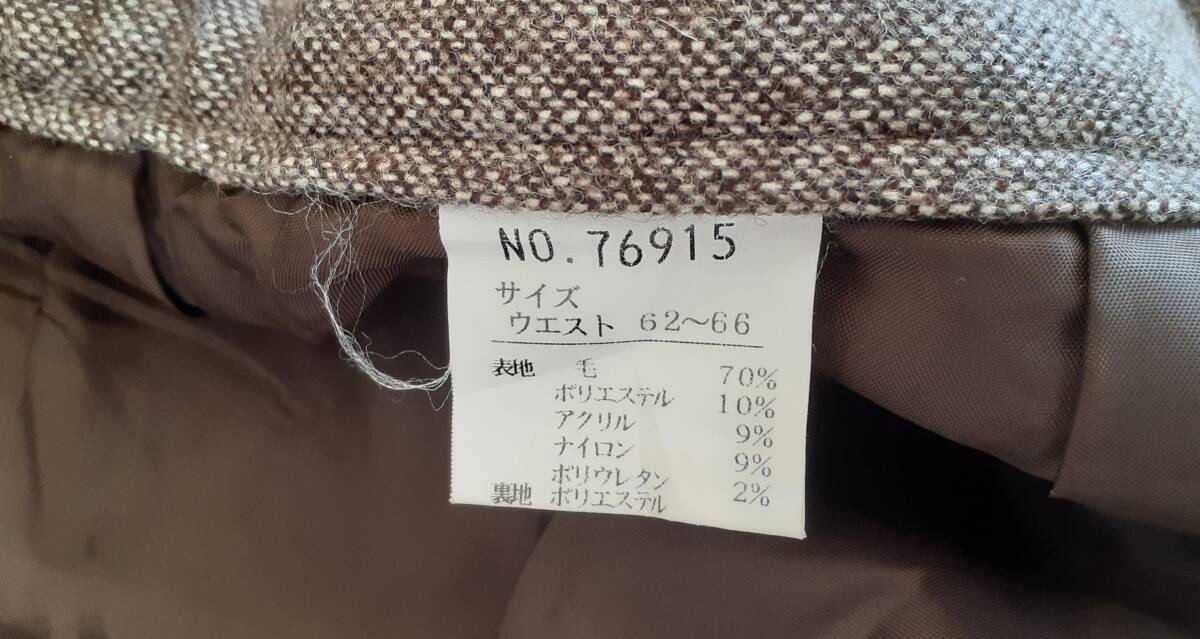 NO.76915
サイズ
ウエスト 62〜66
表地 毛 70%
ポリエステル 10%
アクリル 9%
ナイロン 9%
ポリウレタン 2%
裏地 ポリエステル